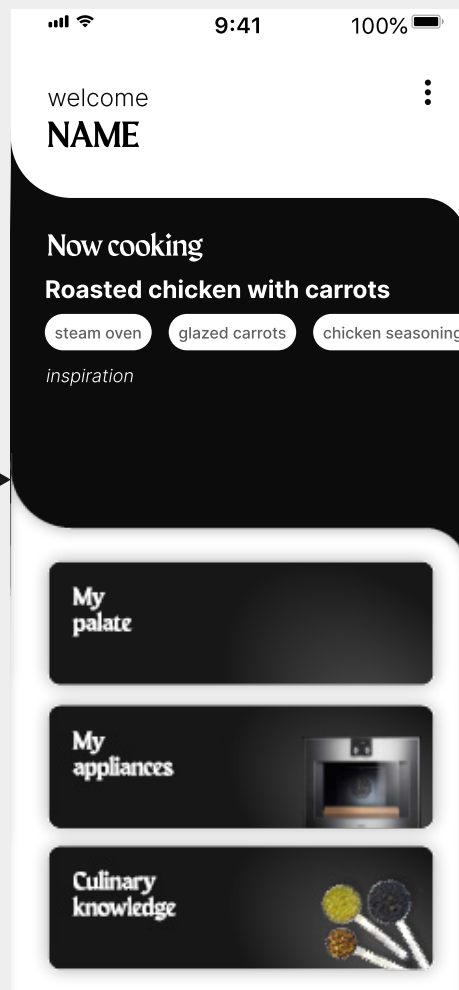 9:41
100%
welcome
NAME
Now cooking
Roasted chicken with carrots
steam oven glazed carrots chicken seasoning
inspiration
My
palate
My
appliances
Culinary
knowledge